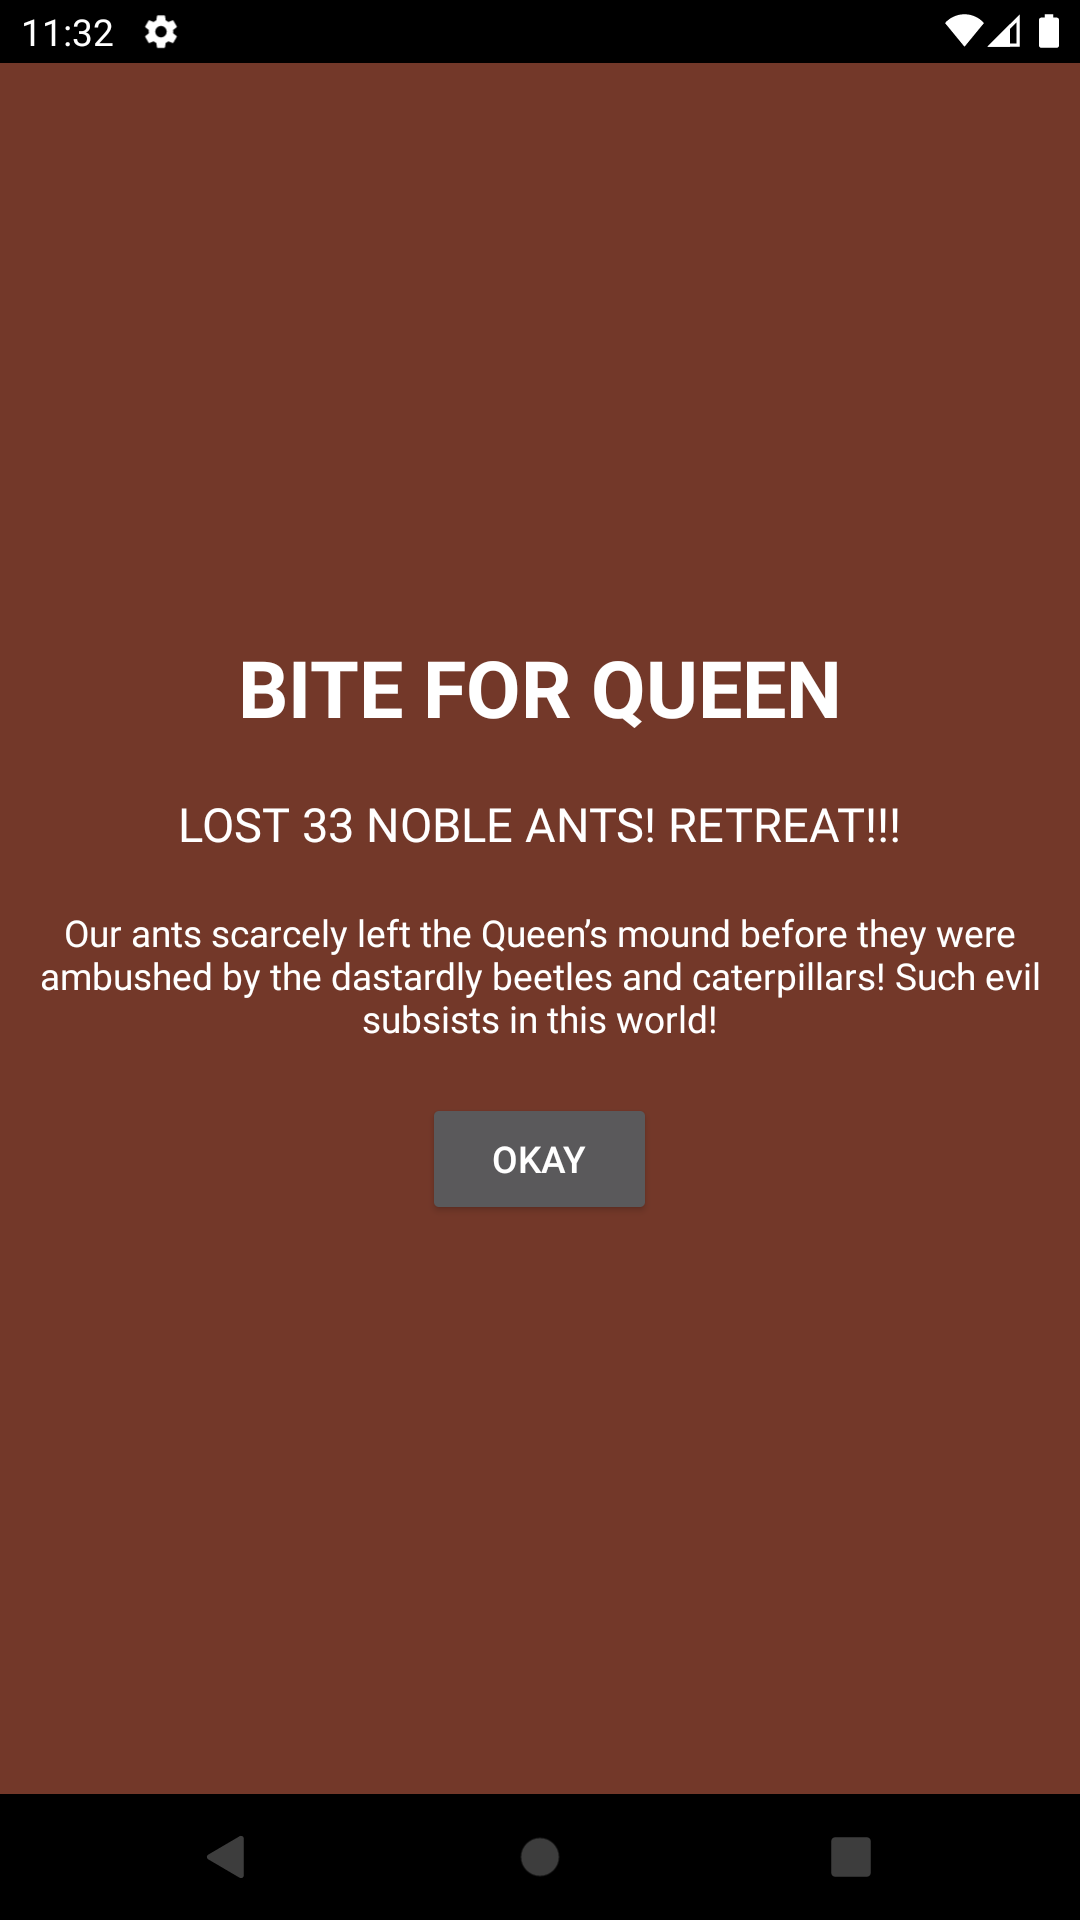 11:32
BITE FOR QUEEN
LOST 33 NOBLE ANTS! RETREAT!!!
Our ants scarcely left the Queen’s mound before they were
ambushed by the dastardly beetles and caterpillars! Such evil
subsists in this world!
OKAY